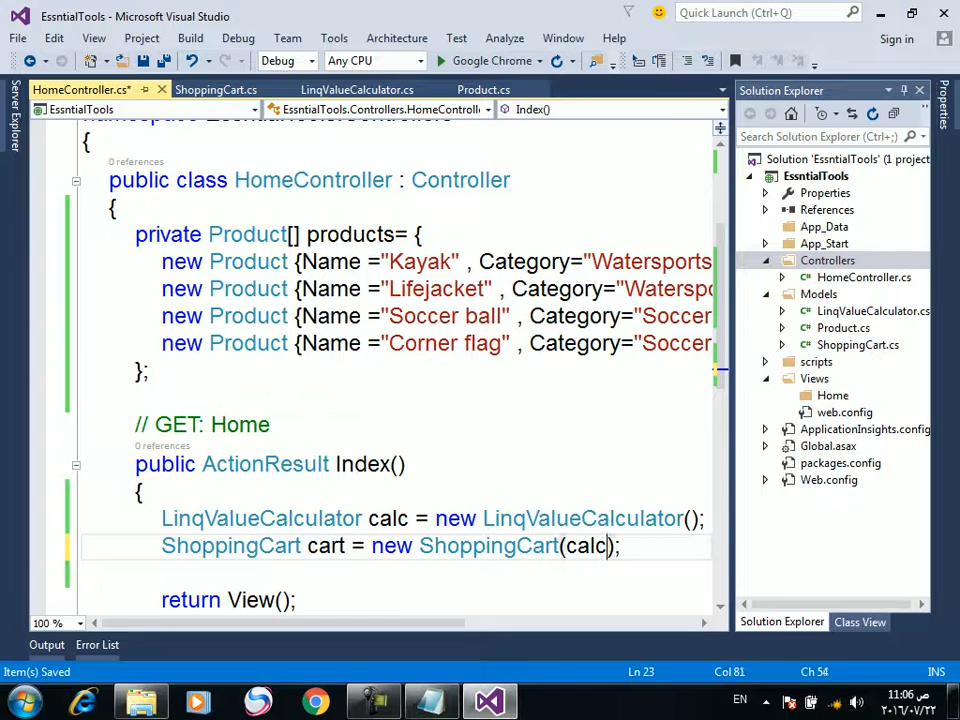 EssntialTools - Microsoft Visual Studio
Quick Launch (Ctrl+Q)
File Edit View Project Build Debug Team Tools Architecture Test Analyze Window Help
Sign in
Debug Any CPU Google Chrome
Server Explorer
HomeController.cs* ShoppingCart.cs LinqValueCalculator.cs Product.cs
EssntialTools EssntialTools.Controllers.HomeControlle Index()
{
0 references
public class HomeController : Controller
{
private Product[] products= {
new Product {Name ="Kayak" , Category="Watersports
new Product {Name ="Lifejacket" , Category="Waterspo
new Product {Name ="Soccer ball" , Category="Soccer
new Product {Name ="Corner flag" , Category="Soccer
};
// GET: Home
0 references
public ActionResult Index()
{
LinqValueCalculator calc = new LinqValueCalculator();
ShoppingCart cart = new ShoppingCart(calc);
return View();
100 %
Solution Explorer
Search Solution Explorer (Ctrl+;)
Solution 'EssntialTools' (1 project
EssntialTools
Properties
References
App_Data
App_Start
Controllers
HomeController.cs
Models
LinqValueCalculator.cs
Product.cs
ShoppingCart.cs
scripts
Views
Home
web.config
ApplicationInsights.config
Global.asax
packages.config
Web.config
Solution Explorer Class View
Properties
Output Error List
Item(s) Saved Ln 23 Col 81 Ch 54 INS
EN
11:06 ص
٢٠١٦/٠٧/٢٢